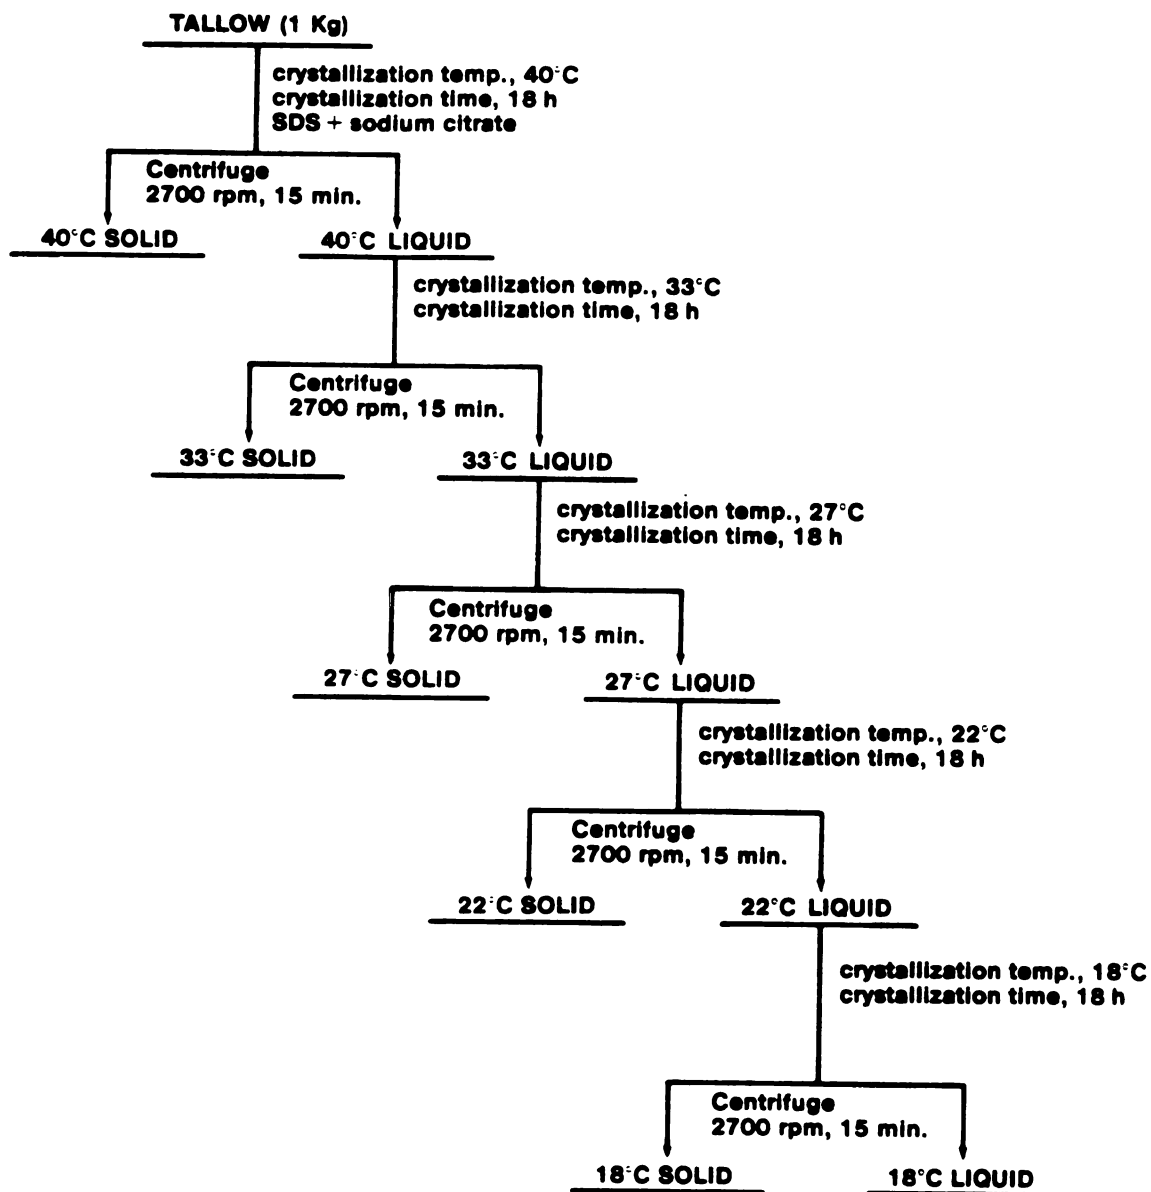 TALLOW (1 Kg)
crystallization temp., 40°C
crystallization time, 18 h
SDS + sodium citrate
Centrifuge
2700 rpm, 15 min.
40°C SOLID
40°C LIQUID
crystallization temp., 33°C
crystallization time, 18 h
Centrifuge
2700 rpm, 15 min.
33°C SOLID
33°C LIQUID
crystallization temp., 27°C
crystallization time, 18 h
Centrifuge
2700 rpm, 15 min.
27°C SOLID
27°C LIQUID
crystallization temp., 22°C
crystallization time, 18 h
Centrifuge
2700 rpm, 15 min.
22°C SOLID
22°C LIQUID
crystallization temp., 18°C
crystallization time, 18 h
Centrifuge
2700 rpm, 15 min.
18°C SOLID
18°C LIQUID